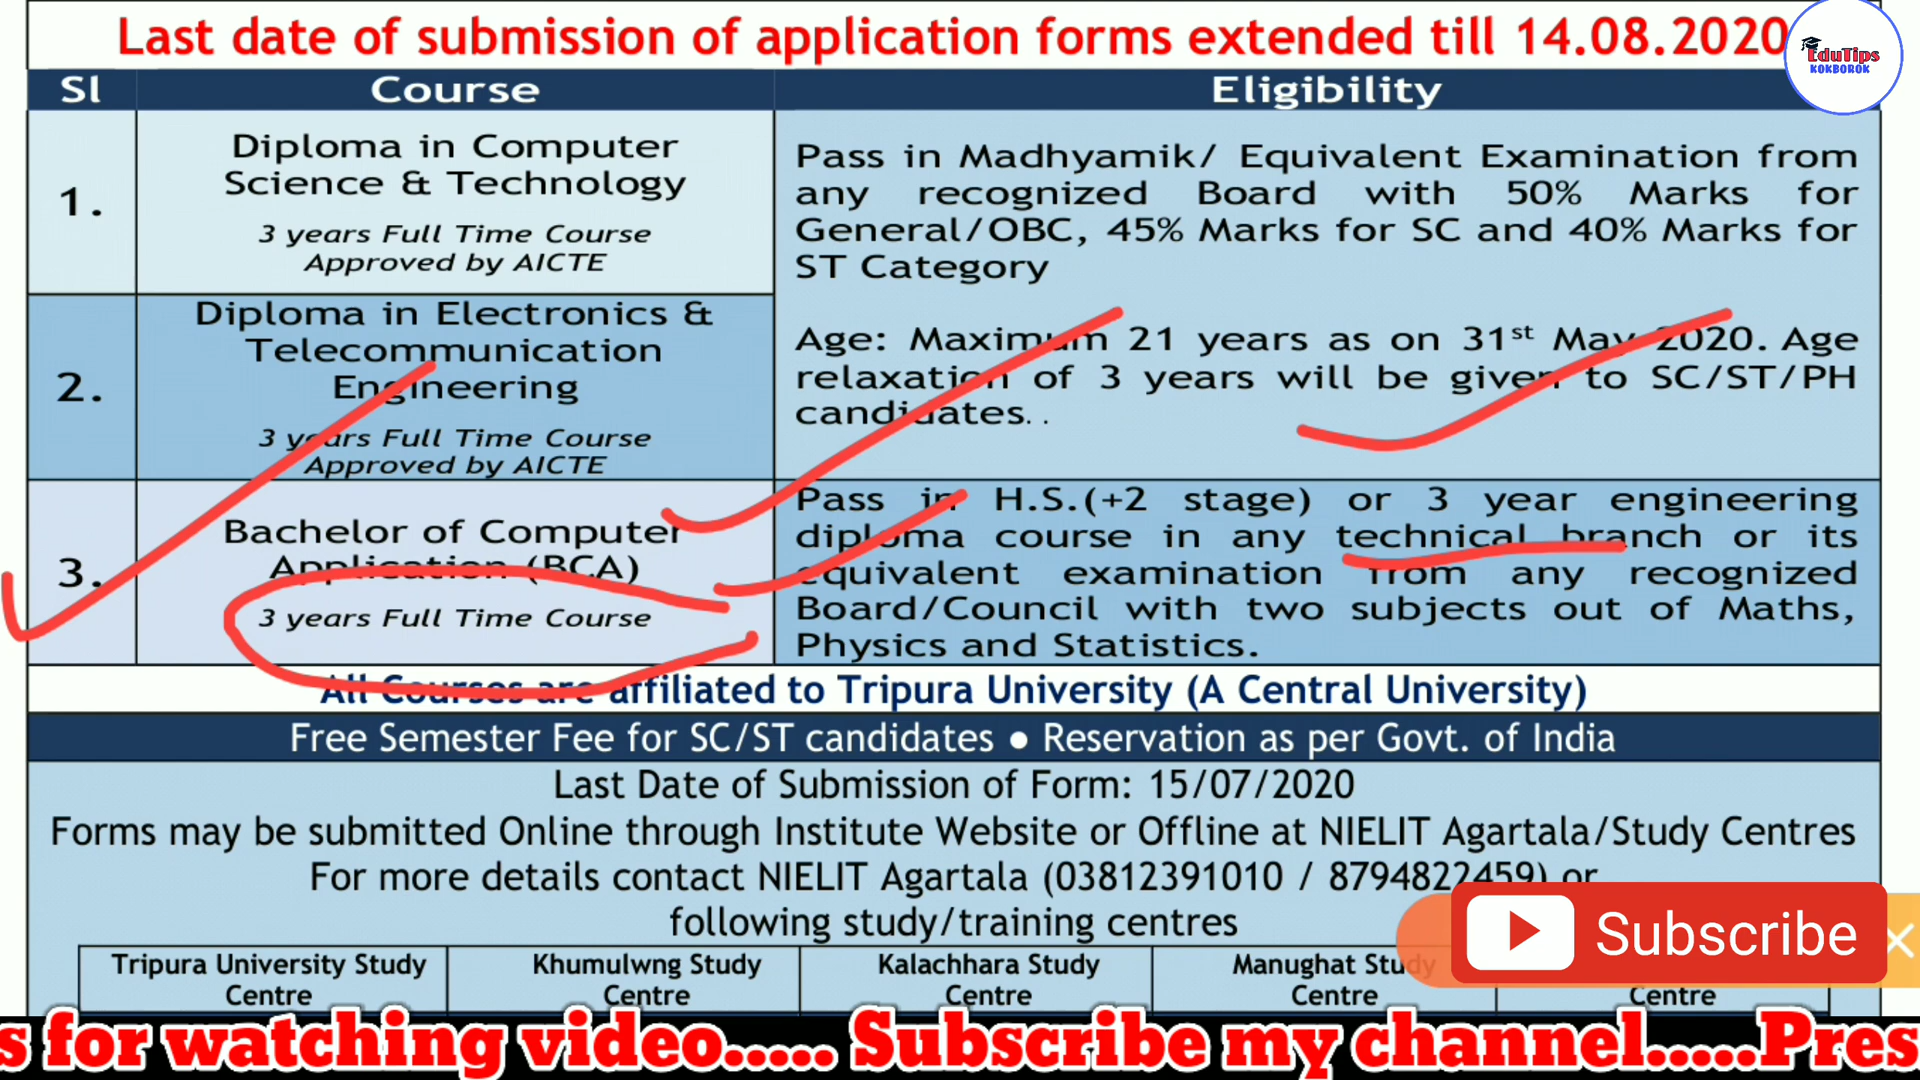 Last date of submission of application forms extended till 14.08.2020
EduTips
KOKBOROK
Sl
Course
Eligibility
1.
Diploma in Computer
Science & Technology
3 years Full Time Course
Approved by AICTE
Pass in Madhyamik/ Equivalent Examination from
any recognized Board with 50% Marks for
General/OBC, 45% Marks for SC and 40% Marks for
ST Category
Age: Maximum 21 years as on 31st May 2020. Age
relaxation of 3 years will be given to SC/ST/PH
candidates. .
2.
Diploma in Electronics &
Telecommunication
Engineering
3 years Full Time Course
Approved by AICTE
3.
Bachelor of Computer
Application (BCA)
3 years Full Time Course
Pass in H.S.(+2 stage) or 3 year engineering
diploma course in any technical branch or its
equivalent examination from any recognized
Board/Council with two subjects out of Maths,
Physics and Statistics.
All Courses are affiliated to Tripura University (A Central University)
Free Semester Fee for SC/ST candidates ● Reservation as per Govt. of India
Last Date of Submission of Form: 15/07/2020
Forms may be submitted Online through Institute Website or Offline at NIELIT Agartala/Study Centres
For more details contact NIELIT Agartala (03812391010 / 8794822459) or
following study/training centres
Tripura University Study
Centre
Khumulwng Study
Centre
Kalachhara Study
Centre
Manughat Study
Centre
Centre
Subscribe
s for watching video..... Subscribe my channel.....Pres